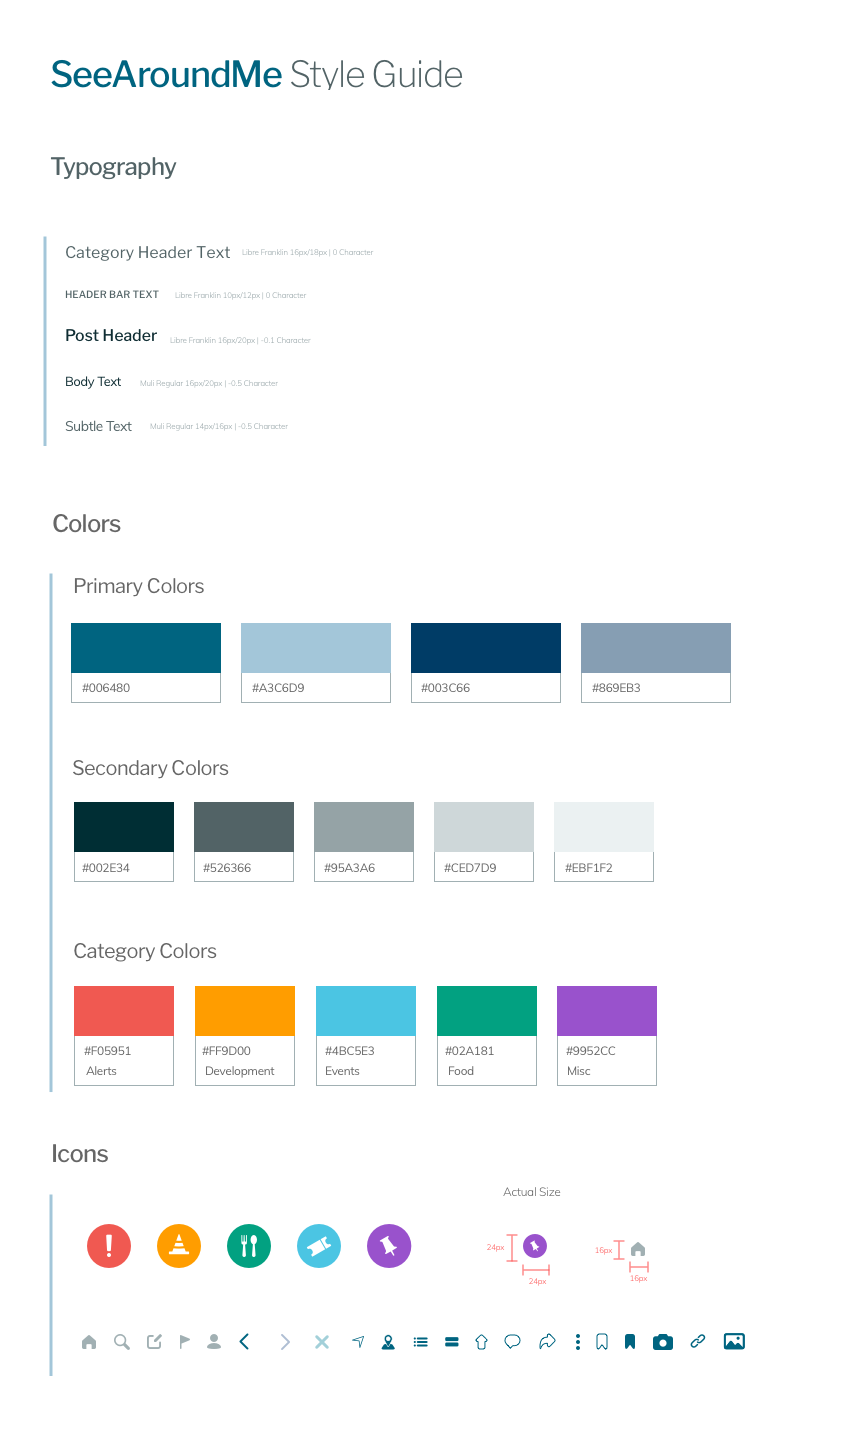 SeeAroundMe Style Guide
Typography
Category Header Text Libre Franklin 16px/18px | 0 Character
HEADER BAR TEXT Libre Franklin 10px/12px | 0 Character
Post Header Libre Franklin 16px/20px | -0.1 Character
Body Text Muli Regular 16px/20px | -0.5 Character
Subtle Text Muli Regular 14px/16px | -0.5 Character
Colors
Primary Colors
#006480 #A3C6D9 #003C66 #869EB3
Secondary Colors
#002E34 #526366 #95A3A6 #CED7D9 #EBF1F2
Category Colors
#F05951 #FF9D00 #4BC5E3 #02A181 #9952CC
Alerts Development Events Food Misc
Icons
Actual Size
24px 16px
24px 16px